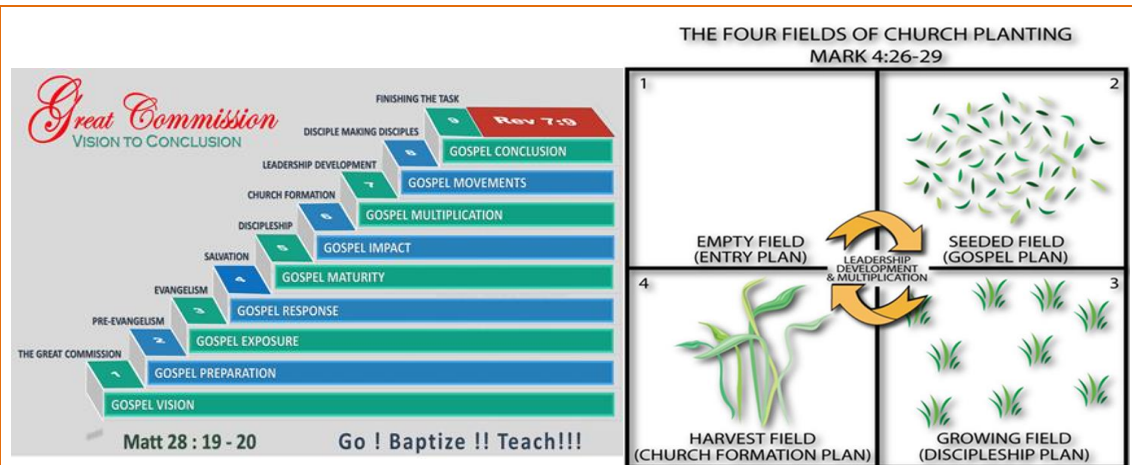 Great Commission
VISION TO CONCLUSION
FINISHING THE TASK
9
Rev 7:9
GOSPEL CONCLUSION
DISCIPLE MAKING DISCIPLES
8
GOSPEL MOVEMENTS
LEADERSHIP DEVELOPMENT
7
GOSPEL MULTIPLICATION
CHURCH FORMATION
6
GOSPEL IMPACT
DISCIPLESHIP
5
GOSPEL MATURITY
SALVATION
4
GOSPEL RESPONSE
EVANGELISM
3
GOSPEL EXPOSURE
PRE-EVANGELISM
2
GOSPEL PREPARATION
THE GREAT COMMISSION
1
GOSPEL VISION
Matt 28 : 19 - 20
Go ! Baptize !! Teach!!!
THE FOUR FIELDS OF CHURCH PLANTING
MARK 4:26-29
1
EMPTY FIELD
(ENTRY PLAN)
2
SEEDED FIELD
(GOSPEL PLAN)
LEADERSHIP
DEVELOPMENT
& MULTIPLICATION
4
HARVEST FIELD
(CHURCH FORMATION PLAN)
3
GROWING FIELD
(DISCIPLESHIP PLAN)